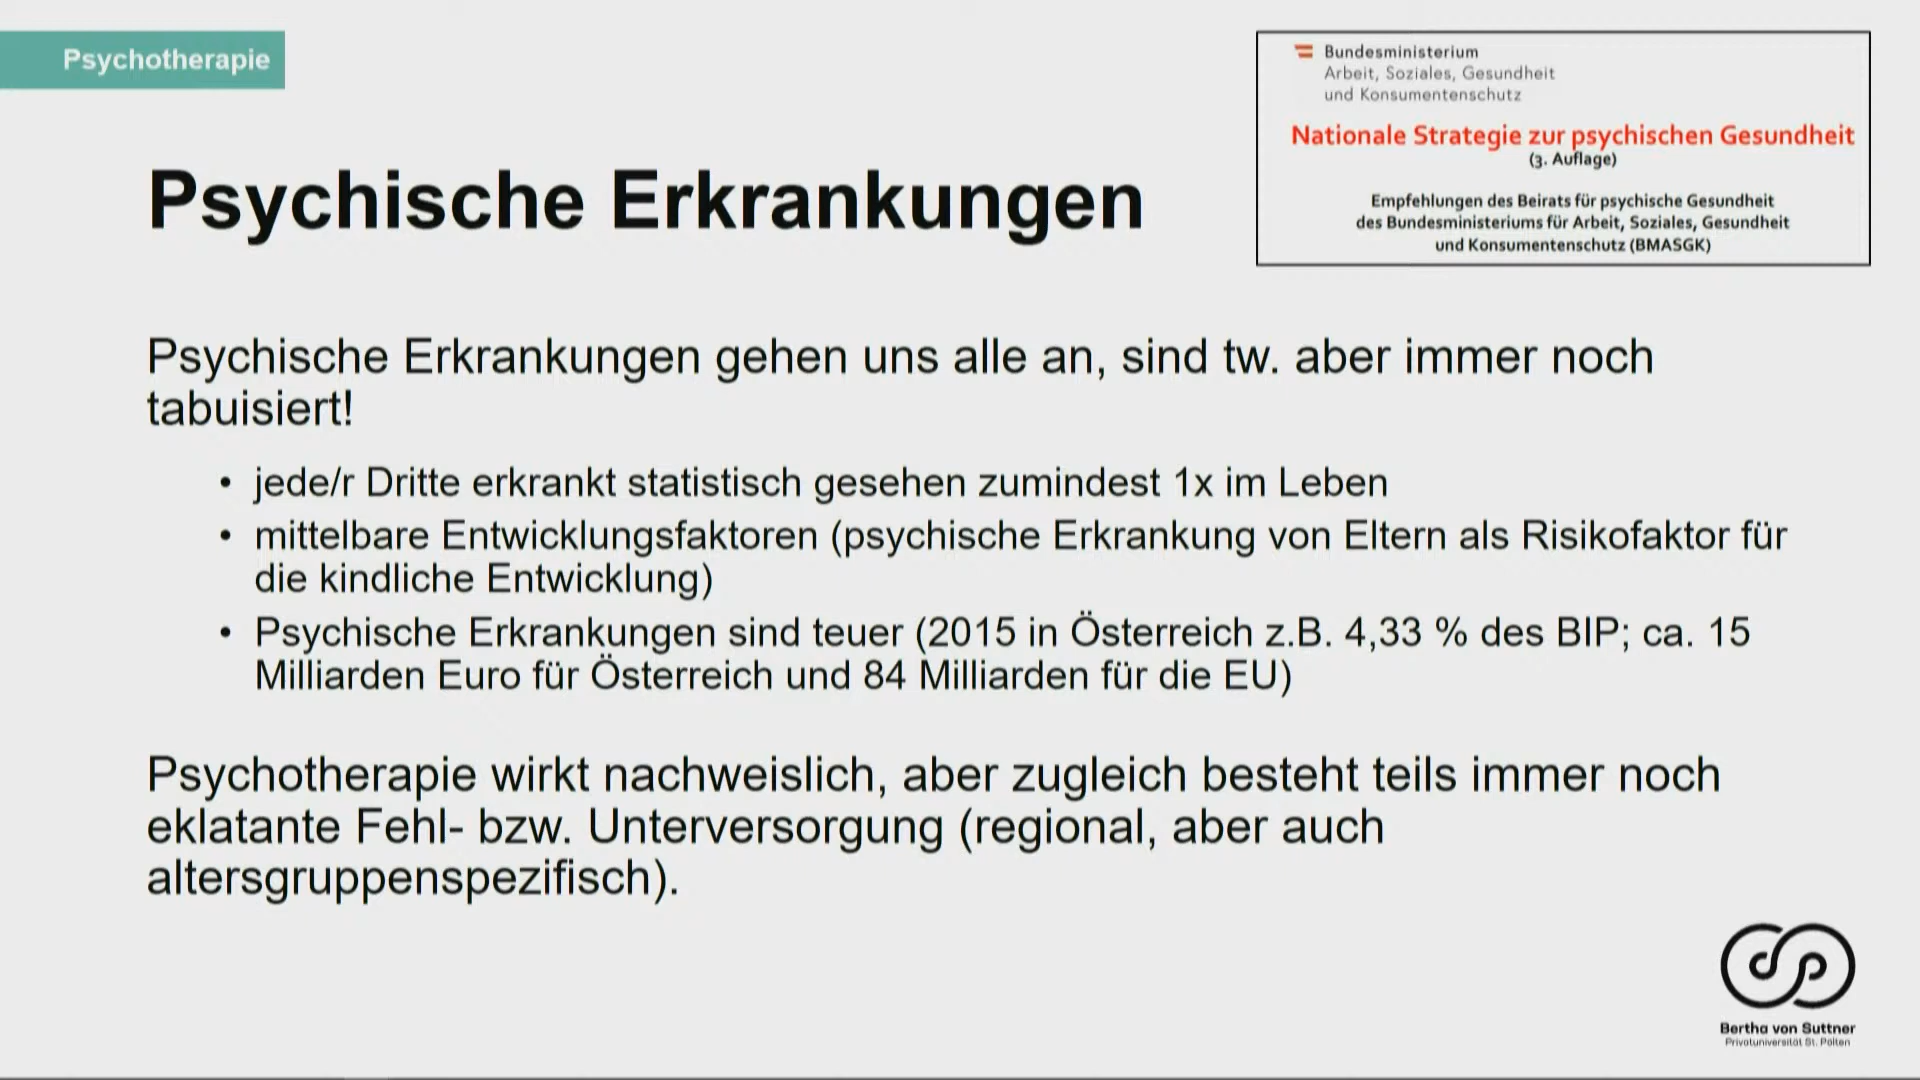 Psychotherapie
Bundesministerium
Arbeit, Soziales, Gesundheit
und Konsumentenschutz
Nationale Strategie zur psychischen Gesundheit
(3. Auflage)
Empfehlungen des Beirats für psychische Gesundheit
des Bundesministeriums für Arbeit, Soziales, Gesundheit
und Konsumentenschutz (BMASGK)
Psychische Erkrankungen
Psychische Erkrankungen gehen uns alle an, sind tw. aber immer noch
tabuisiert!
• jede/r Dritte erkrankt statistisch gesehen zumindest 1x im Leben
• mittelbare Entwicklungsfaktoren (psychische Erkrankung von Eltern als Risikofaktor für
die kindliche Entwicklung)
• Psychische Erkrankungen sind teuer (2015 in Österreich z.B. 4,33 % des BIP; ca. 15
Milliarden Euro für Österreich und 84 Milliarden für die EU)
Psychotherapie wirkt nachweislich, aber zugleich besteht teils immer noch
eklatante Fehl- bzw. Unterversorgung (regional, aber auch
altersgruppenspezifisch).
Bertha von Suttner
Privatuniversität St. Pölten